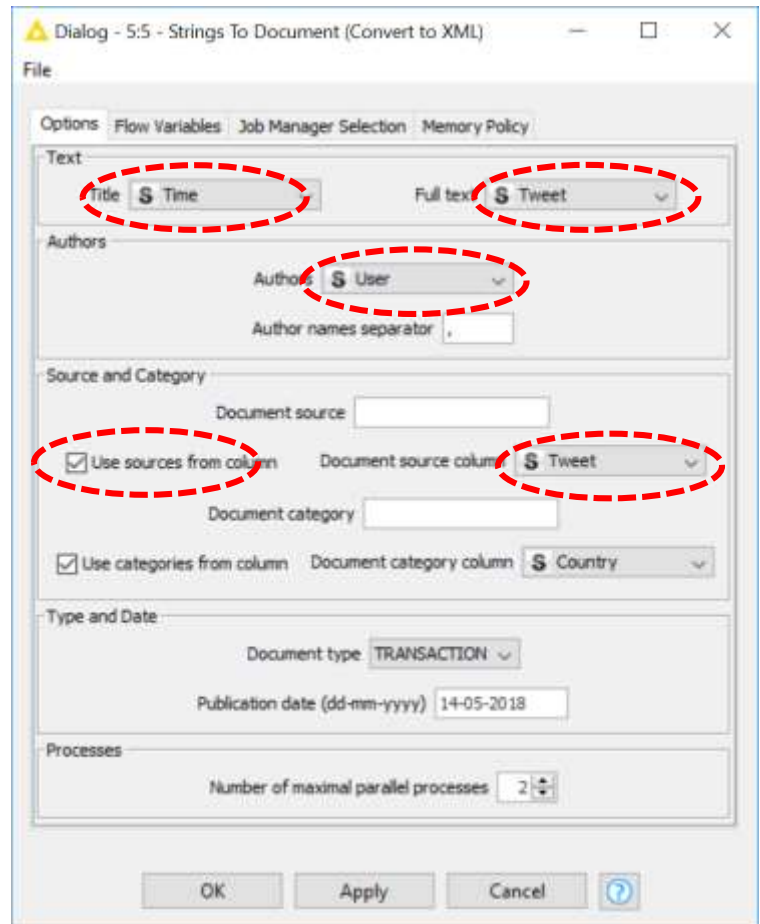 Dialog - 5:5 - Strings To Document (Convert to XML)
File
Options Flow Variables Job Manager Selection Memory Policy
Text
Title S Time Full text S Tweet
Authors
Authors S User
Author names separator ,
Source and Category
Document source
Use sources from column Document source column S Tweet
Document category
Use categories from column Document category column S Country
Type and Date
Document type TRANSACTION
Publication date (dd-mm-yyyy) 14-05-2018
Processes
Number of maximal parallel processes 2
OK Apply Cancel ?